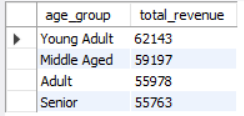 age_group total_revenue
Young Adult 62143
Middle Aged 59197
Adult 55978
Senior 55763